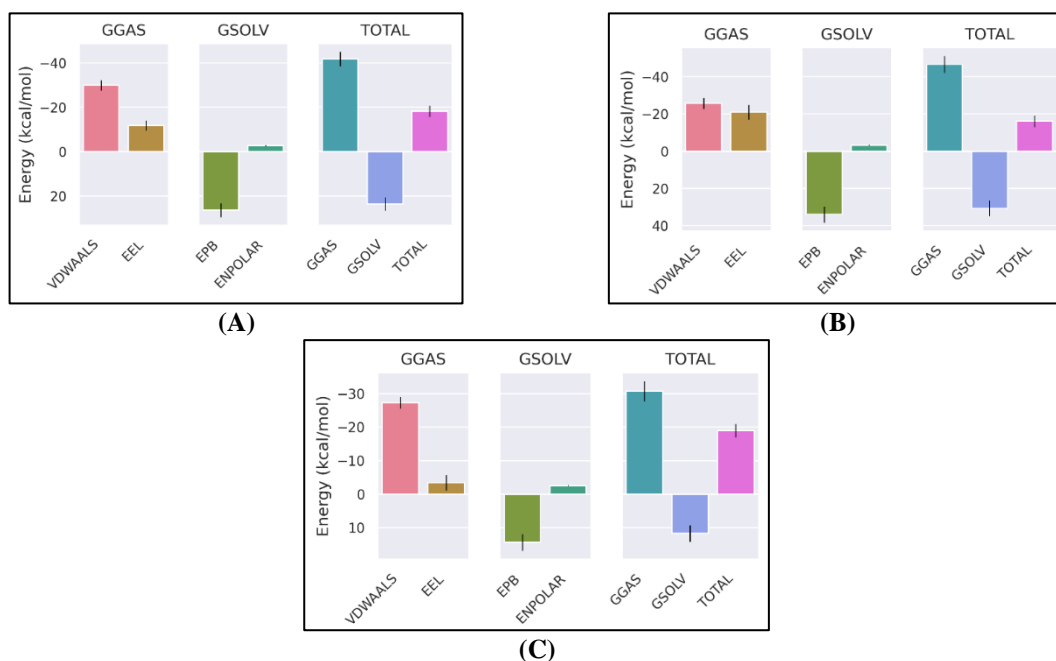 GGAS GSOLV TOTAL
Energy (kcal/mol)
−40
−20
0
20
VDWAALS EEL EPB ENPOLAR GGAS GSOLV TOTAL
(A)
GGAS GSOLV TOTAL
Energy (kcal/mol)
−40
−20
0
20
40
VDWAALS EEL EPB ENPOLAR GGAS GSOLV TOTAL
(B)
GGAS GSOLV TOTAL
Energy (kcal/mol)
−30
−20
−10
0
10
VDWAALS EEL EPB ENPOLAR GGAS GSOLV TOTAL
(C)